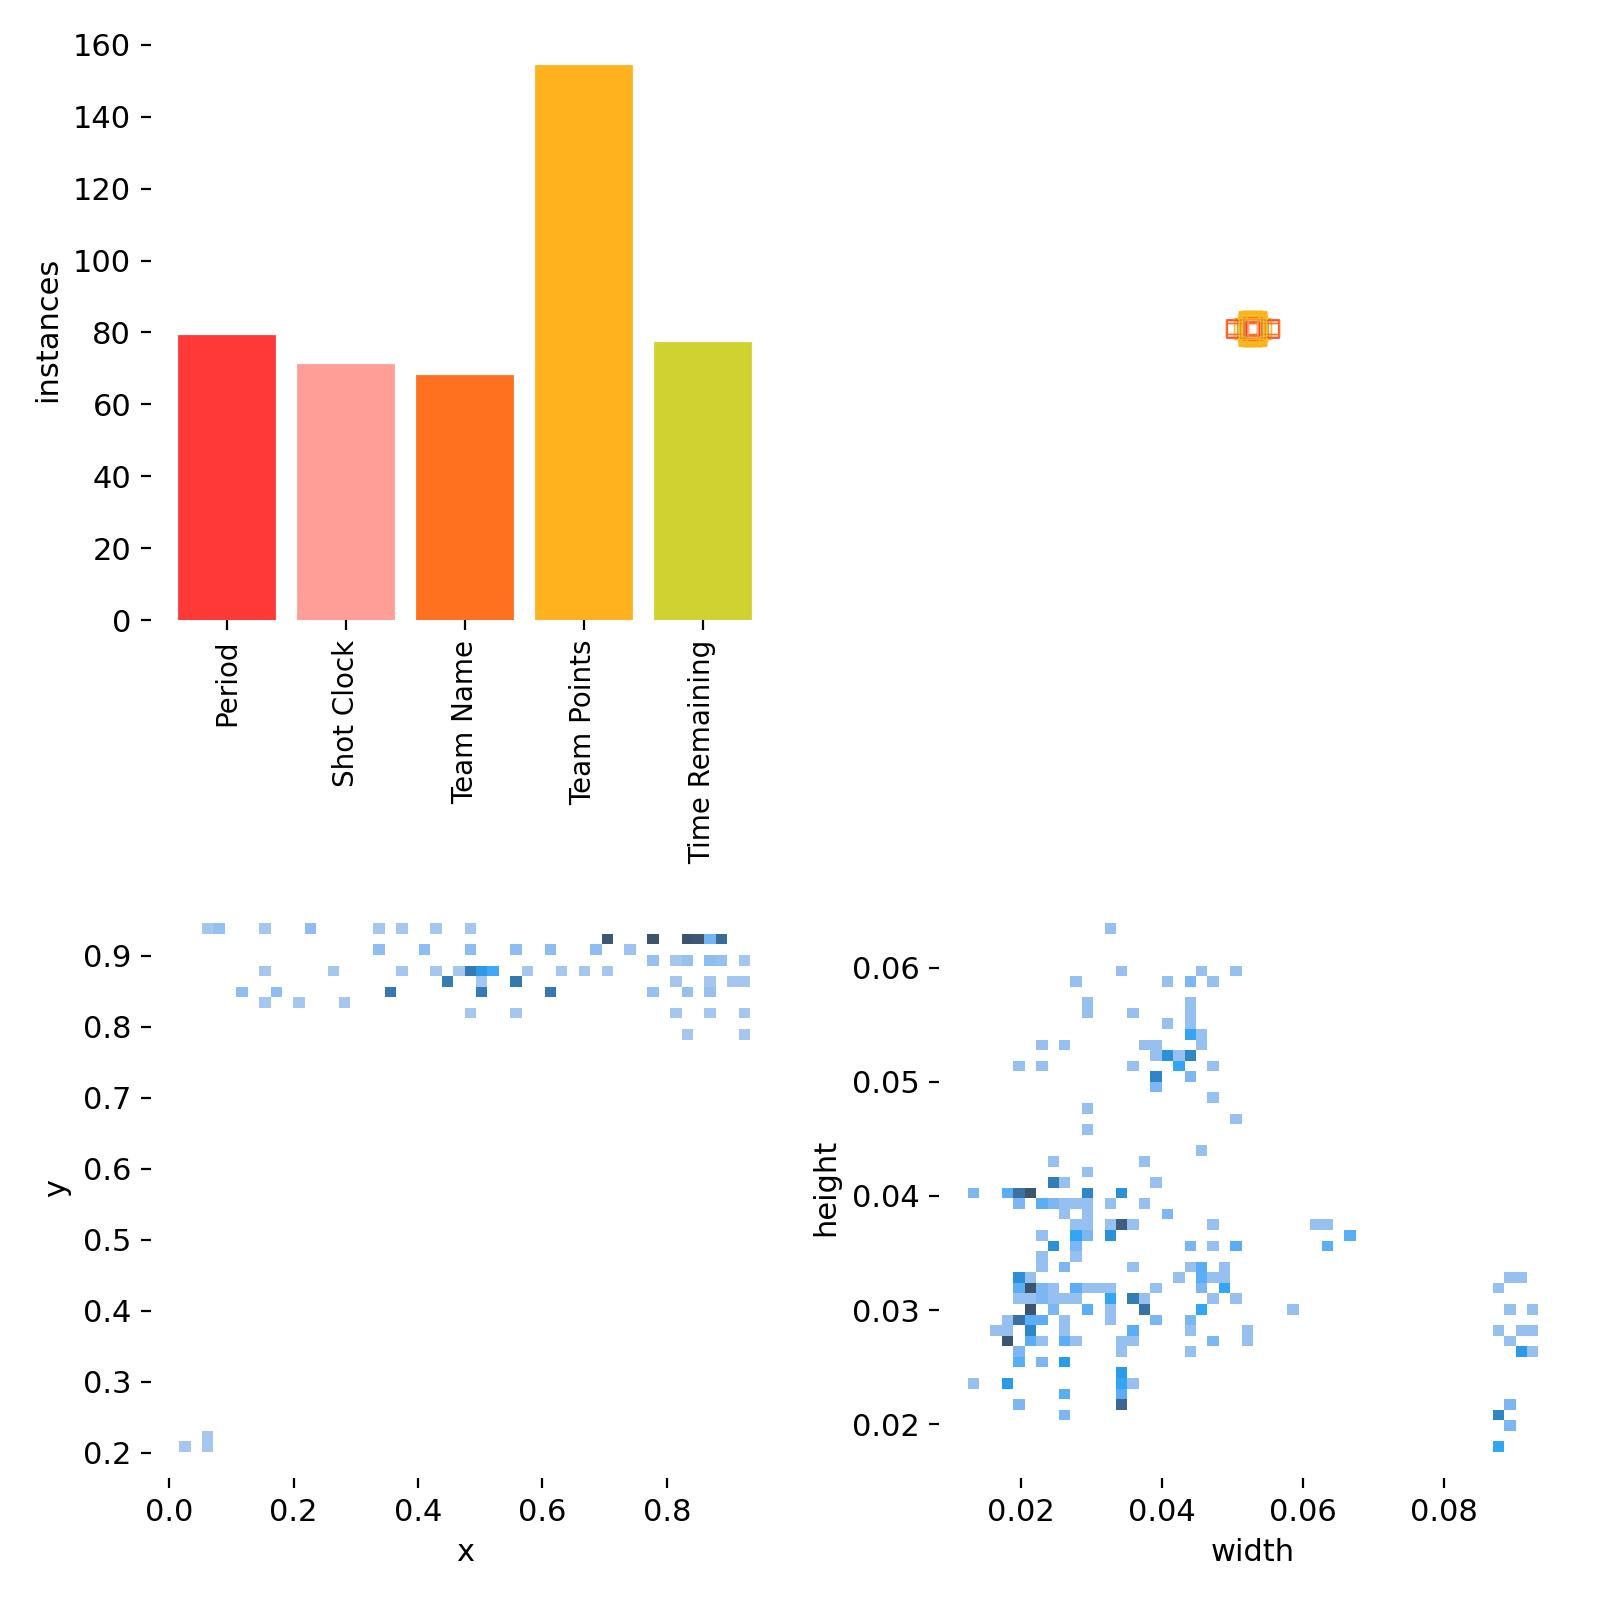 160
140
120
100
80
60
40
20
0
instances
Period
Shot Clock
Team Name
Team Points
Time Remaining
0.9
0.8
0.7
0.6
0.5
0.4
0.3
0.2
y
0.0 0.2 0.4 0.6 0.8
x
0.06
0.05
0.04
0.03
0.02
height
0.02 0.04 0.06 0.08
width